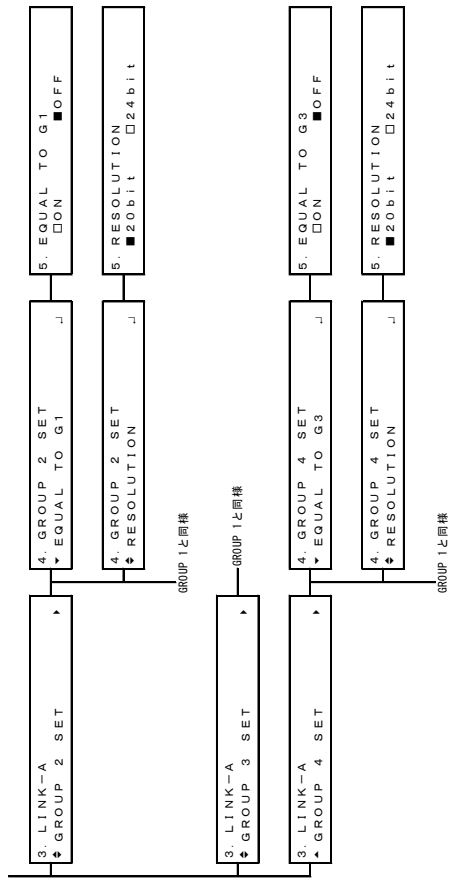 3. LINK-A
♦ GROUP 2 SET ▸
4. GROUP 2 SET
▾ EQUAL TO G1 ↵
5. EQUAL TO G1
□ON ■OFF
4. GROUP 2 SET
♦ RESOLUTION ↵
5. RESOLUTION
■20bit □24bit
GROUP 1と同様
3. LINK-A
♦ GROUP 3 SET ▸
GROUP 1と同様
3. LINK-A
▴ GROUP 4 SET ▸
4. GROUP 4 SET
▾ EQUAL TO G3 ↵
5. EQUAL TO G3
□ON ■OFF
4. GROUP 4 SET
♦ RESOLUTION ↵
5. RESOLUTION
■20bit □24bit
GROUP 1と同様